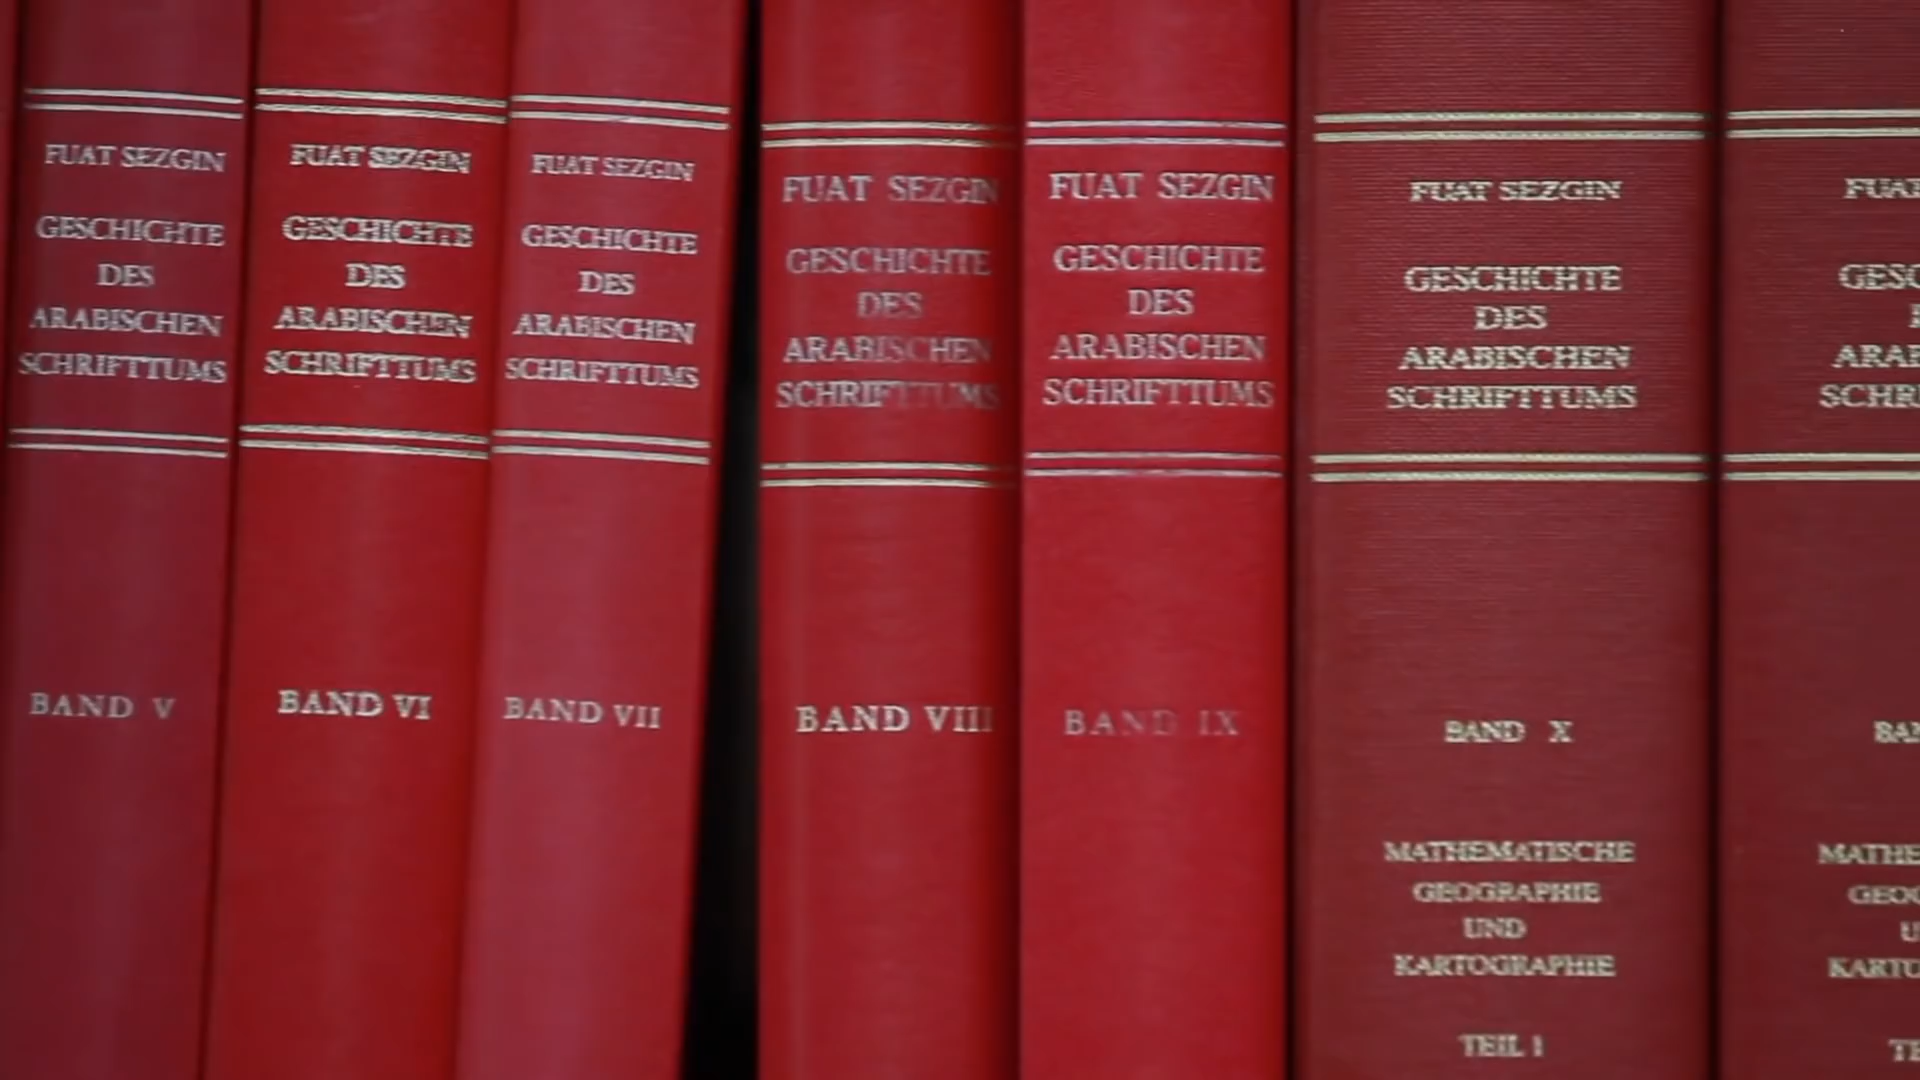 FUAT SEZGIN
GESCHICHTE
DES
ARABISCHEN
SCHRIFTTUMS
BAND V
FUAT SEZGIN
GESCHICHTE
DES
ARABISCHEN
SCHRIFTTUMS
BAND VI
FUAT SEZGIN
GESCHICHTE
DES
ARABISCHEN
SCHRIFTTUMS
BAND VII
FUAT SEZGIN
GESCHICHTE
DES
ARABISCHEN
SCHRIFTTUMS
BAND VIII
FUAT SEZGIN
GESCHICHTE
DES
ARABISCHEN
SCHRIFTTUMS
BAND IX
FUAT SEZGIN
GESCHICHTE
DES
ARABISCHEN
SCHRIFTTUMS
BAND X
MATHEMATISCHE
GEOGRAPHIE
UND
KARTOGRAPHIE
TEIL 1